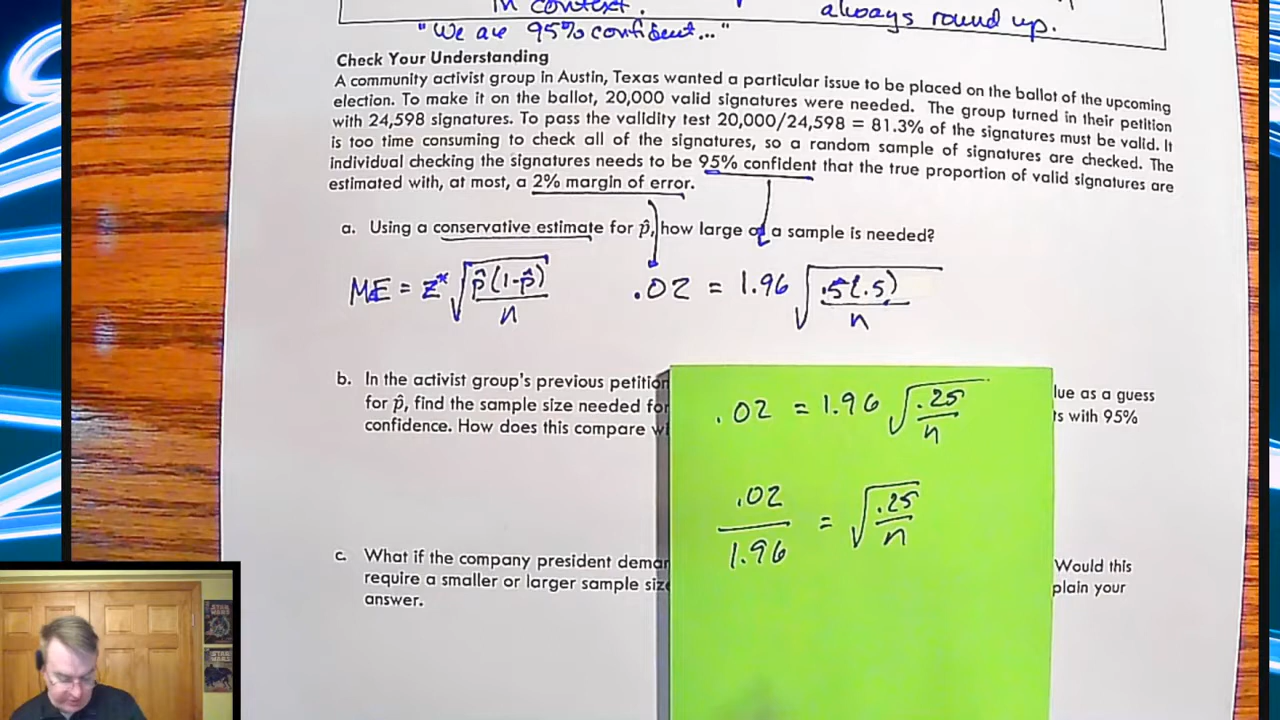 in context.
always round up.
"We are 95% confident..."
Check Your Understanding
A community activist group in Austin, Texas wanted a particular issue to be placed on the ballot of the upcoming
election. To make it on the ballot, 20,000 valid signatures were needed. The group turned in their petition
with 24,598 signatures. To pass the validity test 20,000/24,598 = 81.3% of the signatures must be valid. It
is too time consuming to check all of the signatures, so a random sample of signatures are checked. The
individual checking the signatures needs to be 95% confident that the true proportion of valid signatures are
estimated with, at most, a 2% margin of error.
a. Using a conservative estimate for p̂, how large of a sample is needed?
ME = z* √(p̂(1-p̂)/n) .02 = 1.96 √(.5(.5)/n)
b. In the activist group's previous petition lue as a guess
for p̂, find the sample size needed for ts with 95%
confidence. How does this compare wi
.02 = 1.96 √(.25/n)
.02/1.96 = √(.25/n)
c. What if the company president deman Would this
require a smaller or larger sample size plain your
answer.
STAR WARS
STAR WARS